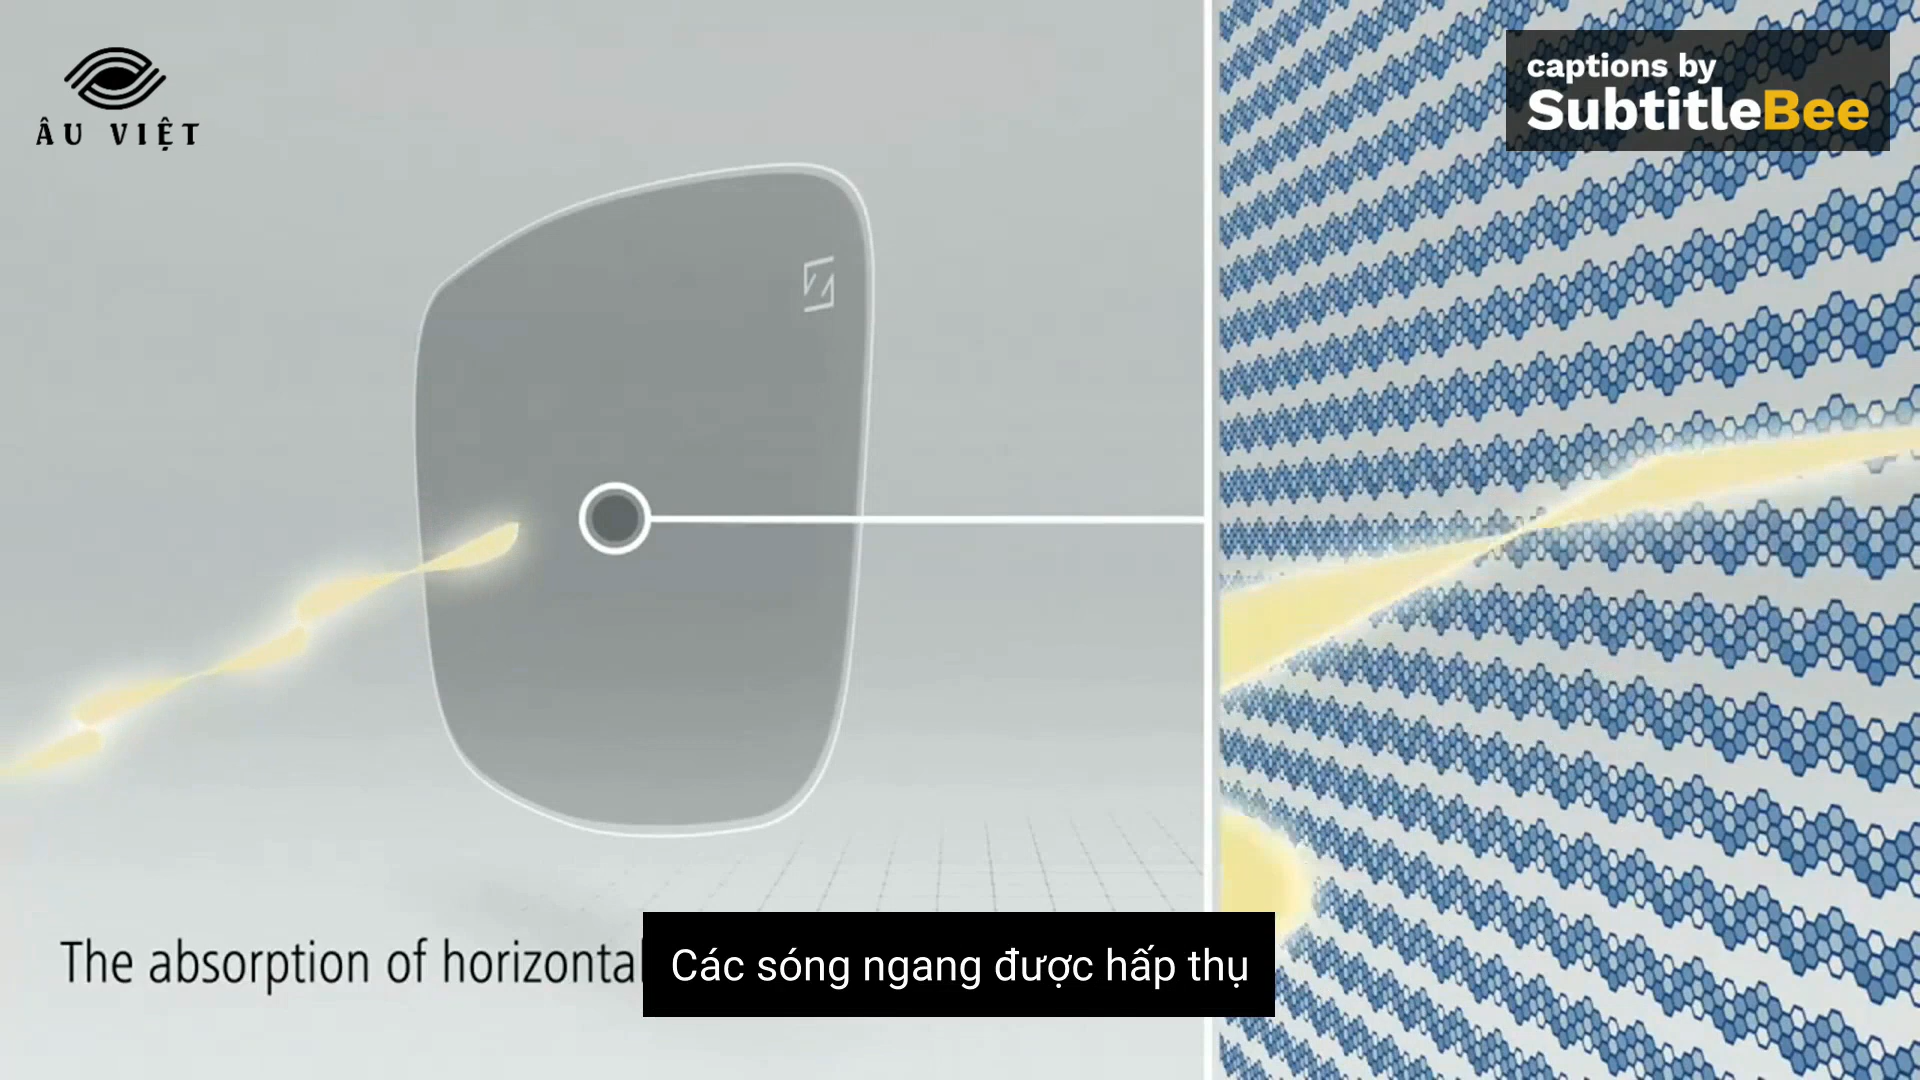 ÂU VIỆT
captions by
SubtitleBee
The absorption of horizontal
Các sóng ngang được hấp thụ